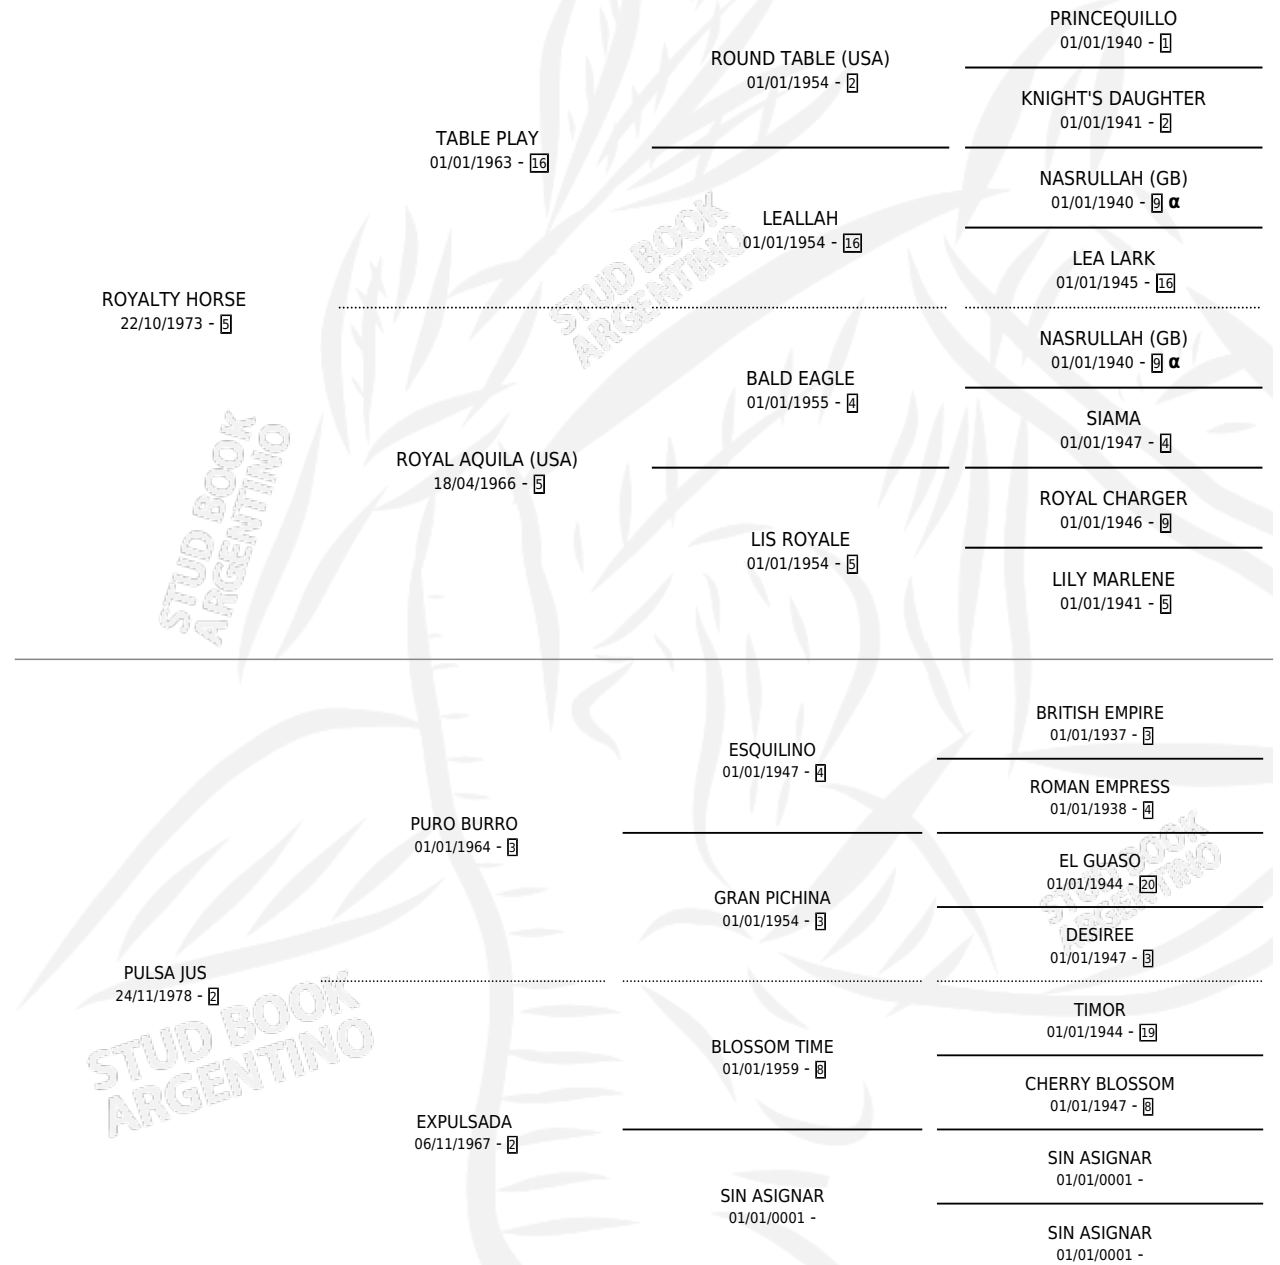 PRINCEQUILLO
01/01/1940 - 1
ROUND TABLE (USA)
01/01/1954 - 2
KNIGHT'S DAUGHTER
01/01/1941 - 2
TABLE PLAY
01/01/1963 - 16
NASRULLAH (GB)
01/01/1940 - 9 α
LEALLAH
01/01/1954 - 16
LEA LARK
01/01/1945 - 16
ROYALTY HORSE
22/10/1973 - 5
NASRULLAH (GB)
01/01/1940 - 9 α
BALD EAGLE
01/01/1955 - 4
SIAMA
01/01/1947 - 4
ROYAL AQUILA (USA)
18/04/1966 - 5
ROYAL CHARGER
01/01/1946 - 9
LIS ROYALE
01/01/1954 - 5
LILY MARLENE
01/01/1941 - 5
BRITISH EMPIRE
01/01/1937 - 3
ESQUILINO
01/01/1947 - 4
ROMAN EMPRESS
01/01/1938 - 4
PURO BURRO
01/01/1964 - 3
EL GUASO
01/01/1944 - 20
GRAN PICHINA
01/01/1954 - 3
DESIREE
01/01/1947 - 3
PULSA JUS
24/11/1978 - 2
TIMOR
01/01/1944 - 19
BLOSSOM TIME
01/01/1959 - 8
CHERRY BLOSSOM
01/01/1947 - 8
EXPULSADA
06/11/1967 - 2
SIN ASIGNAR
01/01/0001 -
SIN ASIGNAR
01/01/0001 -
SIN ASIGNAR
01/01/0001 -
STUD BOOK
ARGENTINO
STUD BOOK
ARGENTINO
STUD BOOK
ARGENTINO
STUD BOOK
ARGENTINO